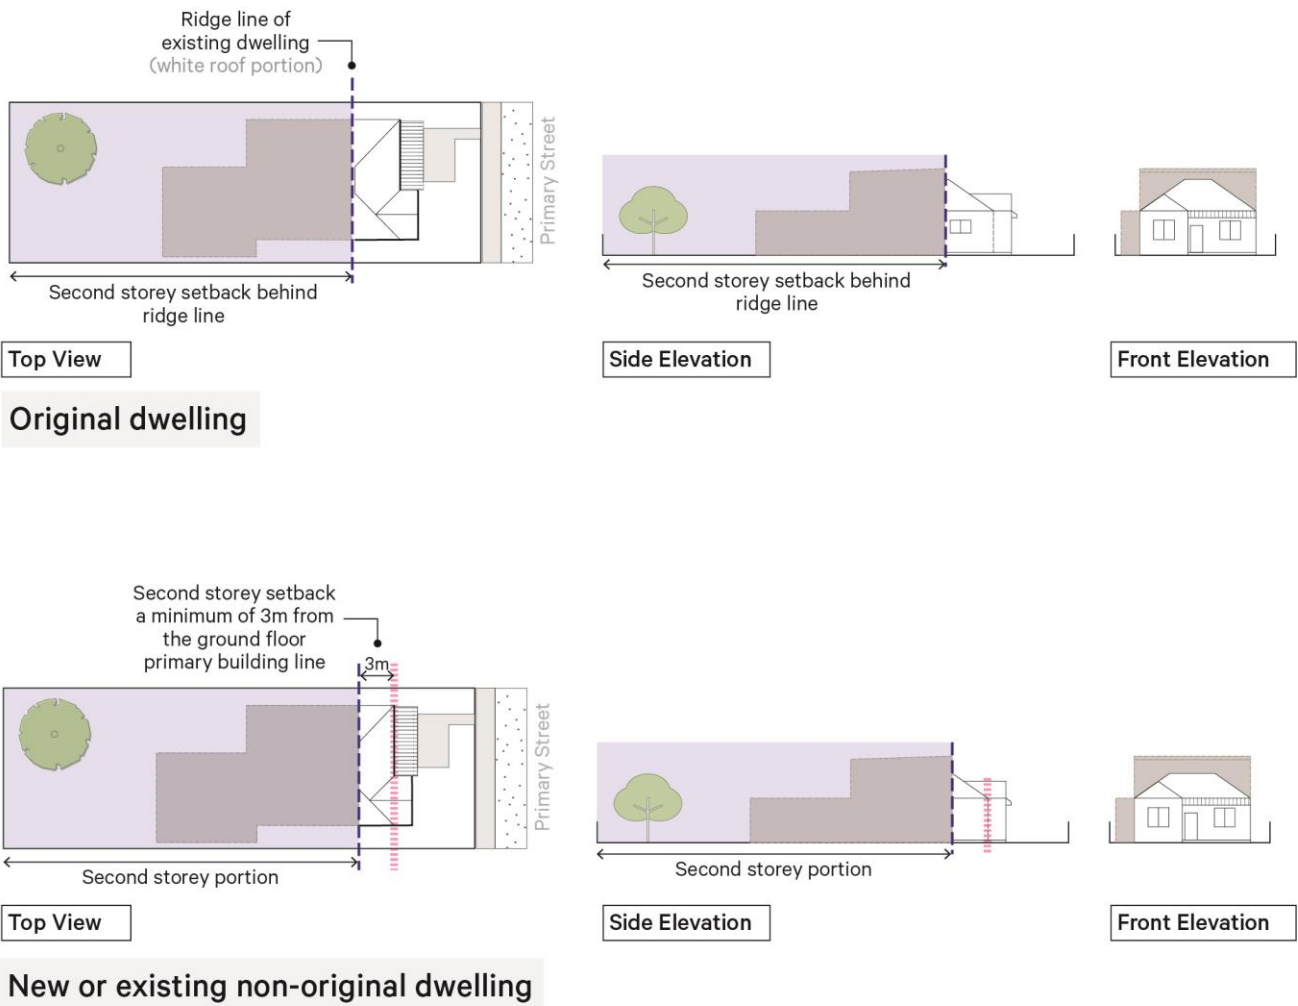 Ridge line of
existing dwelling
(white roof portion)
Primary Street
Second storey setback behind
ridge line
Second storey setback behind
ridge line
Top View
Side Elevation
Front Elevation
Original dwelling
Second storey setback
a minimum of 3m from
the ground floor
primary building line
3m
Primary Street
Second storey portion
Second storey portion
Top View
Side Elevation
Front Elevation
New or existing non-original dwelling